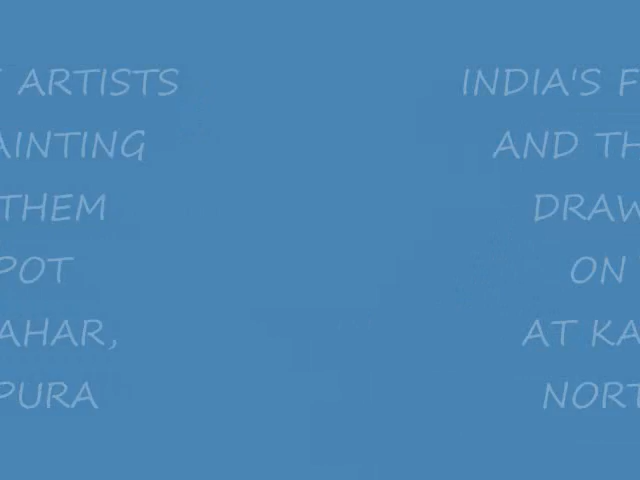 ARTISTS INDIA'S F
AINTING AND TH
THEM DRAW
POT ON
AHAR, AT KA
PURA NORT